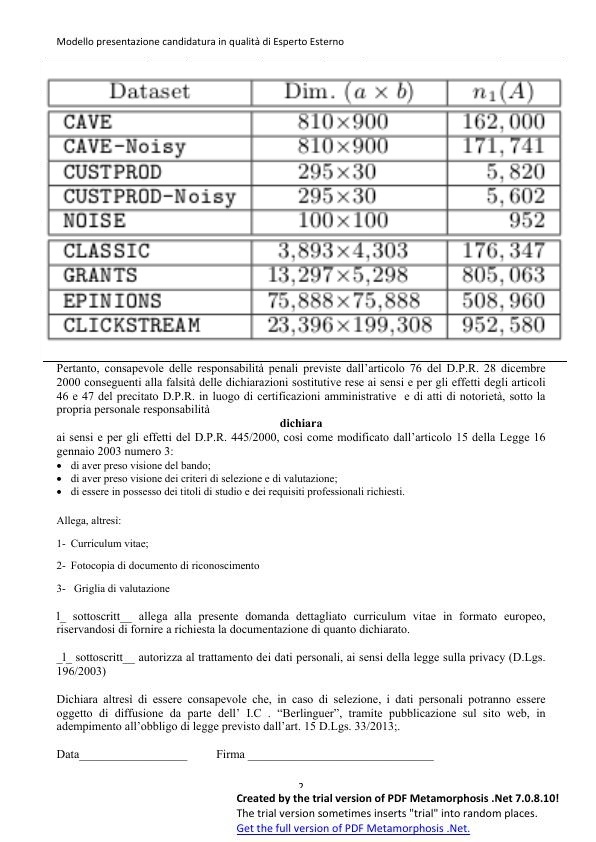 Modello presentazione candidatura in qualità di Esperto Esterno
Dataset Dim. (a × b) n₁(A)
CAVE 810×900 162,000
CAVE-Noisy 810×900 171,741
CUSTPROD 295×30 5,820
CUSTPROD-Noisy 295×30 5,602
NOISE 100×100 952
CLASSIC 3,893×4,303 176,347
GRANTS 13,297×5,298 805,063
EPINIONS 75,888×75,888 508,960
CLICKSTREAM 23,396×199,308 952,580
Pertanto, consapevole delle responsabilità penali previste dall’articolo 76 del D.P.R. 28 dicembre
2000 conseguenti alla falsità delle dichiarazioni sostitutive rese ai sensi e per gli effetti degli articoli
46 e 47 del precitato D.P.R. in luogo di certificazioni amministrative e di atti di notorietà, sotto la
propria personale responsabilità
dichiara
ai sensi e per gli effetti del D.P.R. 445/2000, così come modificato dall’articolo 15 della Legge 16
gennaio 2003 numero 3:
• di aver preso visione del bando;
• di aver preso visione dei criteri di selezione e di valutazione;
• di essere in possesso dei titoli di studio e dei requisiti professionali richiesti.
Allega, altresì:
1- Curriculum vitae;
2- Fotocopia di documento di riconoscimento
3- Griglia di valutazione
l_ sottoscritt__ allega alla presente domanda dettagliato curriculum vitae in formato europeo,
riservandosi di fornire a richiesta la documentazione di quanto dichiarato.
_l_ sottoscritt__ autorizza al trattamento dei dati personali, ai sensi della legge sulla privacy (D.Lgs.
196/2003)
Dichiara altresì di essere consapevole che, in caso di selezione, i dati personali potranno essere
oggetto di diffusione da parte dell’ I.C . “Berlinguer”, tramite pubblicazione sul sito web, in
adempimento all’obbligo di legge previsto dall’art. 15 D.Lgs. 33/2013;.
Data__________________ Firma _______________________________
2
Created by the trial version of PDF Metamorphosis .Net 7.0.8.10!
The trial version sometimes inserts "trial" into random places.
Get the full version of PDF Metamorphosis .Net.